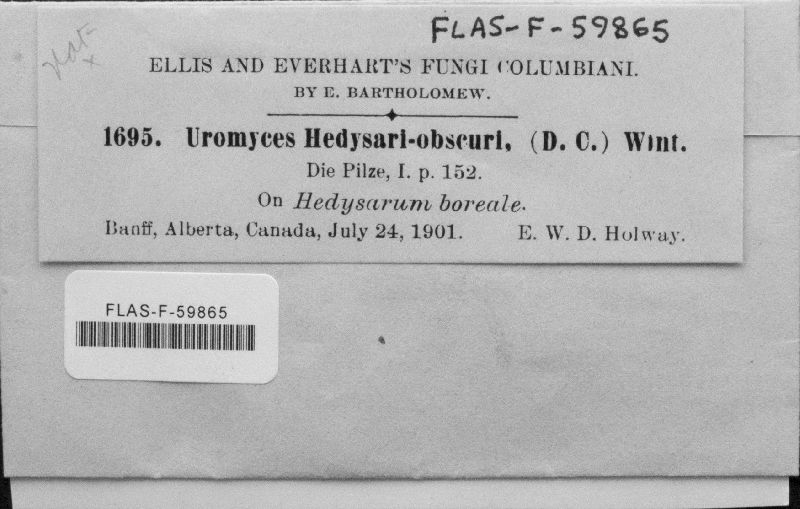 FLAS-F-59865
ELLIS AND EVERHART'S FUNGI COLUMBIANI.
BY E. BARTHOLOMEW.
1695. Uromyces Hedysari-obscuri, (D. C.) Wint.
Die Pilze, I. p. 152.
On Hedysarum boreale.
Banff, Alberta, Canada, July 24, 1901. E. W. D. Holway.
FLAS-F-59865